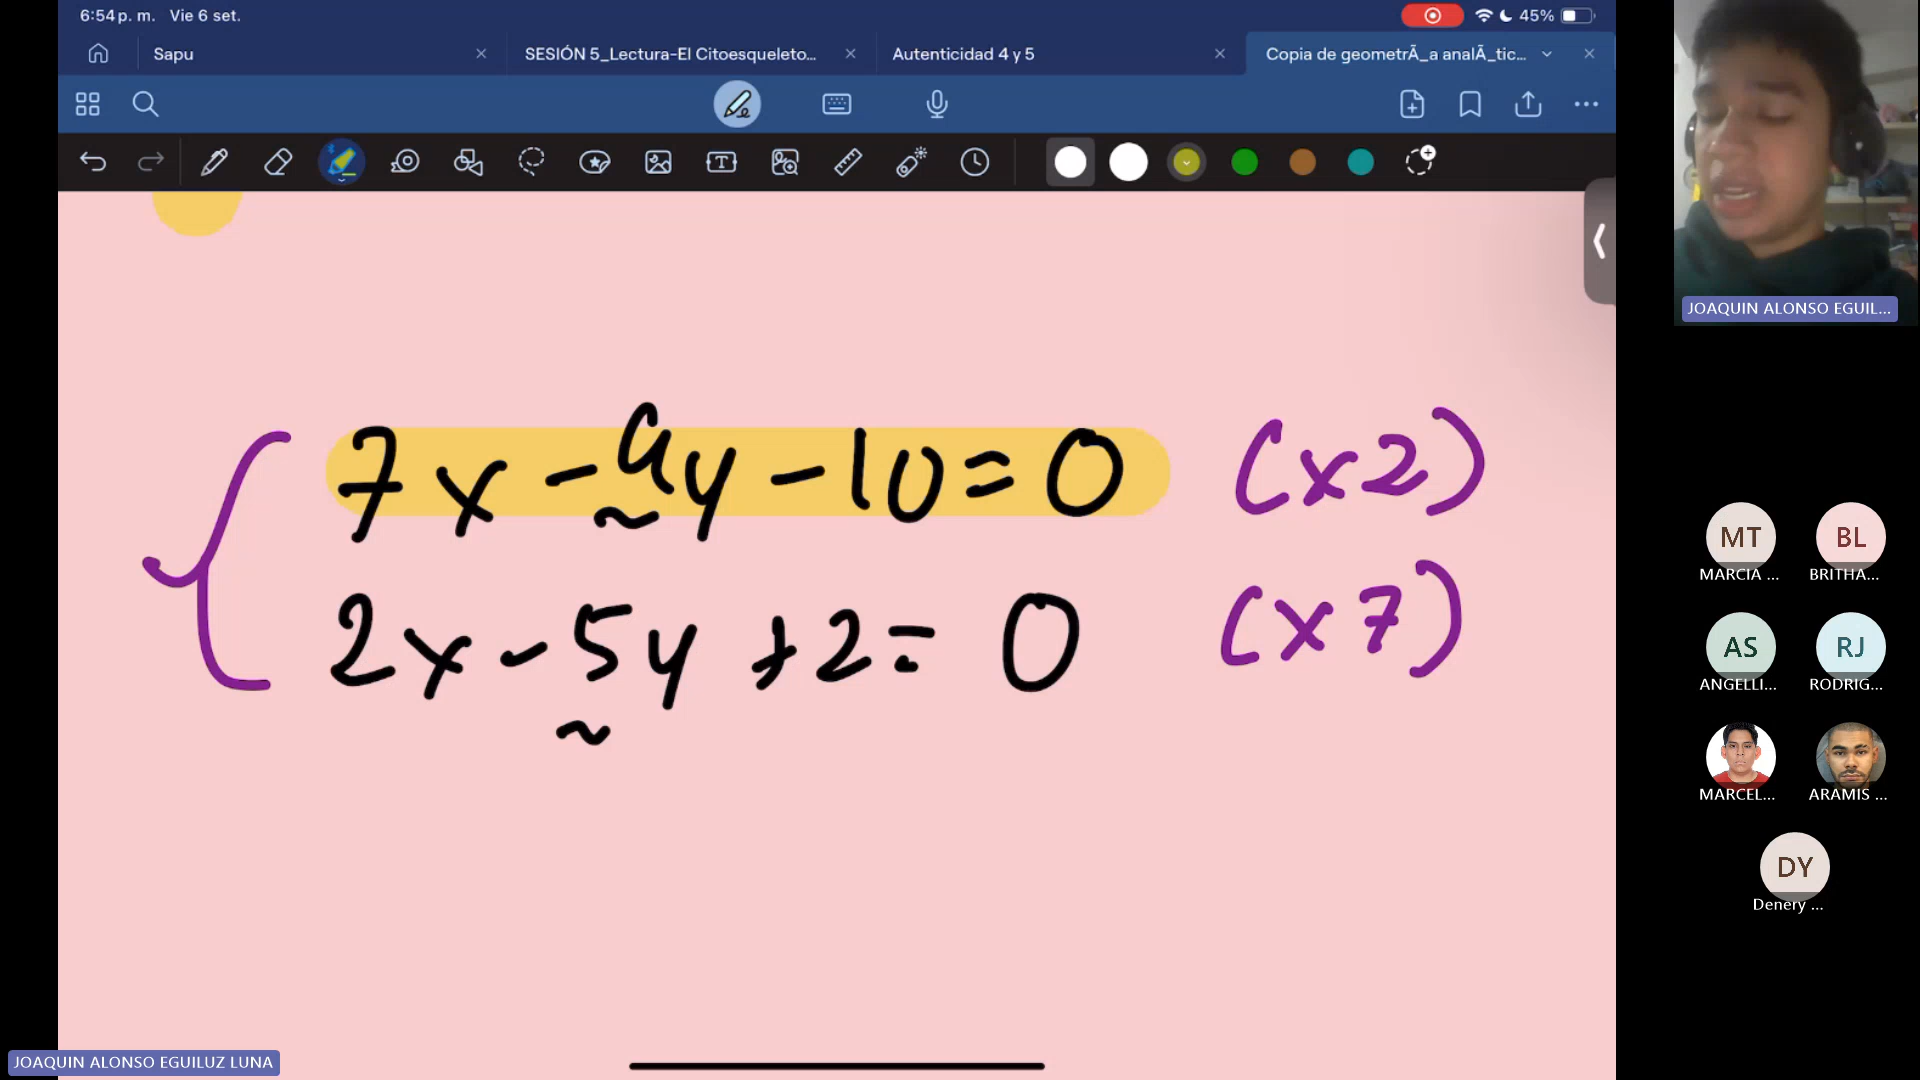 6:54 p. m. Vie 6 set.
45%
Sapu
SESIÓN 5_Lectura-El Citoesqueleto...
Autenticidad 4 y 5
Copia de geometrÃ_a analÃ_tic...
JOAQUIN ALONSO EGUIL...
7x - 9y - 10 = 0 (x2)
2x - 5y + 2 = 0 (x7)
MT
MARCIA ...
BL
BRITHA...
AS
ANGELLI...
RJ
RODRIG...
MARCEL...
ARAMIS ...
DY
Denery ...
JOAQUIN ALONSO EGUILUZ LUNA